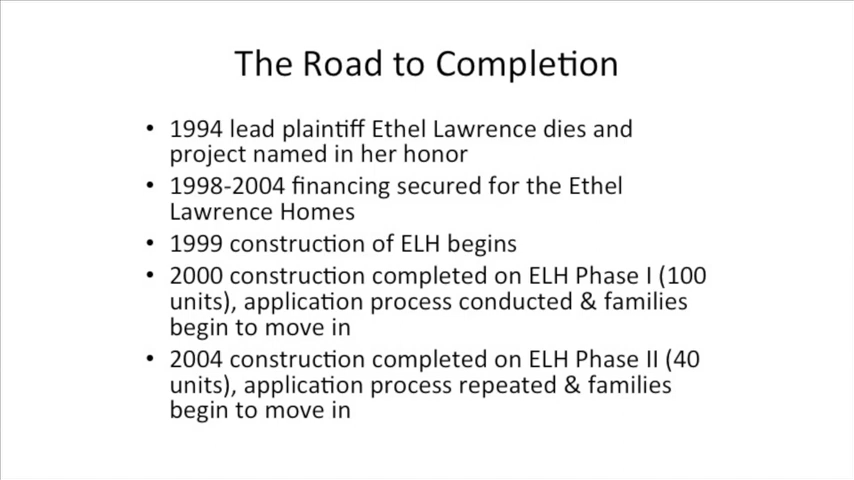 The Road to Completion
• 1994 lead plaintiff Ethel Lawrence dies and
project named in her honor
• 1998-2004 financing secured for the Ethel
Lawrence Homes
• 1999 construction of ELH begins
• 2000 construction completed on ELH Phase I (100
units), application process conducted & families
begin to move in
• 2004 construction completed on ELH Phase II (40
units), application process repeated & families
begin to move in